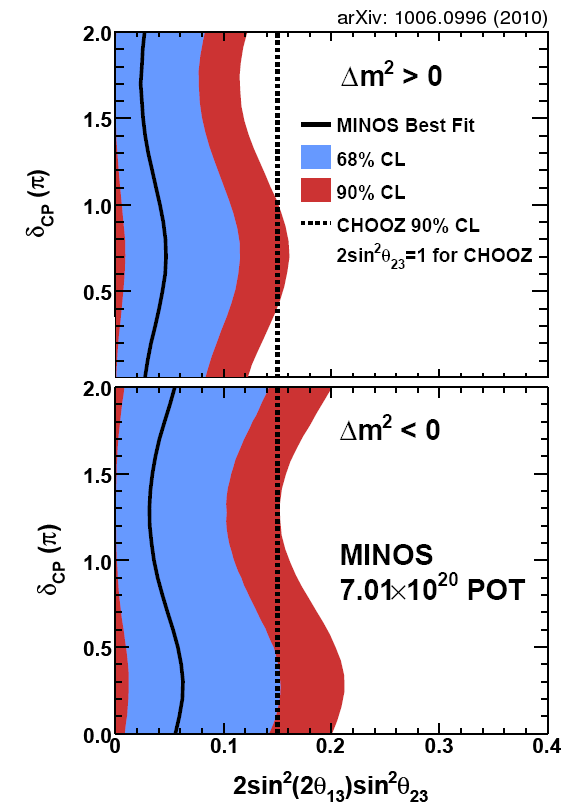 arXiv: 1006.0996 (2010)
2.0
Δm² > 0
1.5
MINOS Best Fit
68% CL
90% CL
1.0
CHOOZ 90% CL
2sin²θ₂₃=1 for CHOOZ
0.5
δ_CP (π)
2.0
Δm² < 0
1.5
1.0
MINOS
7.01×10²⁰ POT
0.5
0.0
δ_CP (π)
0 0.1 0.2 0.3 0.4
2sin²(2θ₁₃)sin²θ₂₃